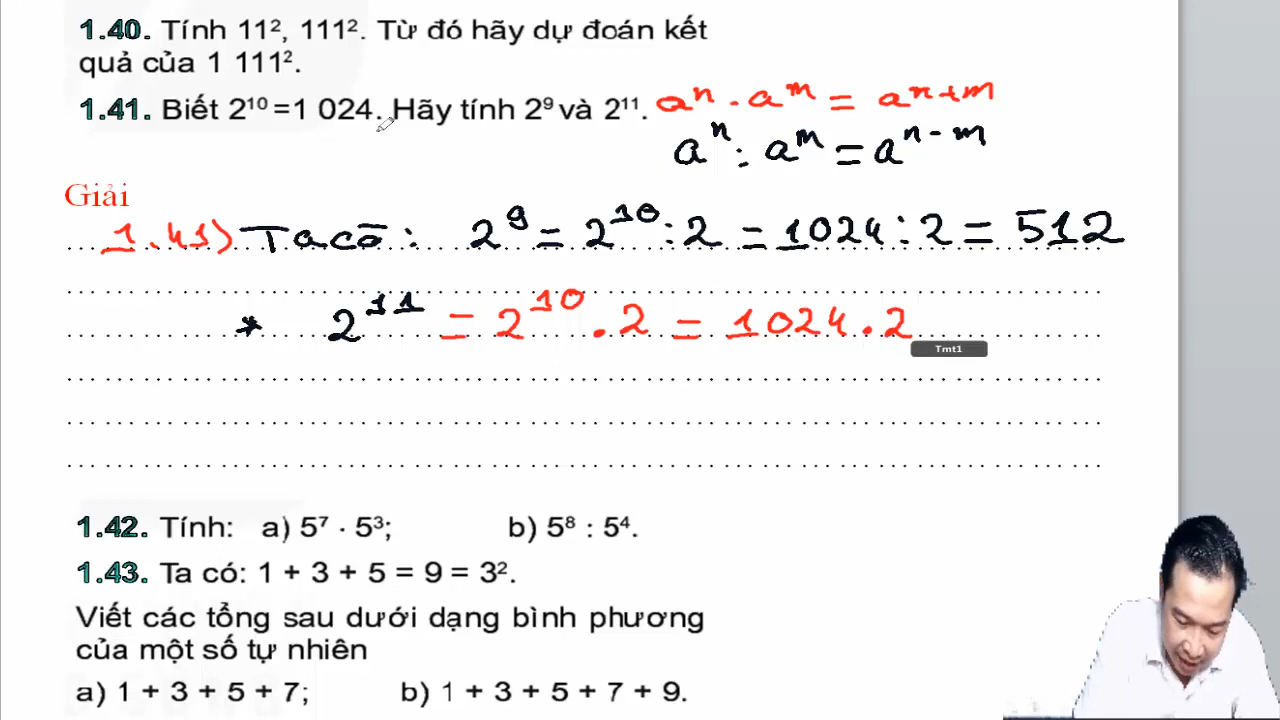 1.40. Tính 11², 111². Từ đó hãy dự đoán kết
quả của 1 111².
1.41. Biết 2¹⁰ =1 024. Hãy tính 2⁹ và 2¹¹.
aⁿ . aᵐ = aⁿ⁺ᵐ
aⁿ : aᵐ = aⁿ⁻ᵐ
Giải
1.41) Ta có : 2⁹ = 2¹⁰ : 2 = 1024 : 2 = 512
* 2¹¹ = 2¹⁰ . 2 = 1024 . 2
Tmt1
1.42. Tính: a) 5⁷ · 5³; b) 5⁸ : 5⁴.
1.43. Ta có: 1 + 3 + 5 = 9 = 3².
Viết các tổng sau dưới dạng bình phương
của một số tự nhiên
a) 1 + 3 + 5 + 7; b) 1 + 3 + 5 + 7 + 9.